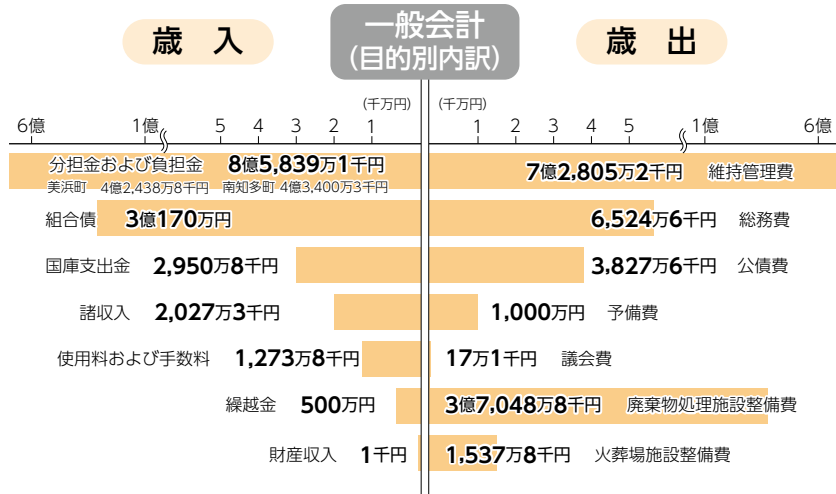 歳 入
一般会計
(目的別内訳)
歳 出
(千万円)
(千万円)
6億 1億 5 4 3 2 1
1 2 3 4 5 1億 6億
分担金および負担金 8億5,839万1千円
美浜町 4億2,438万8千円 南知多町 4億3,400万3千円
7億2,805万2千円 維持管理費
組合債 3億170万円
6,524万6千円 総務費
国庫支出金 2,950万8千円
3,827万6千円 公債費
諸収入 2,027万3千円
1,000万円 予備費
使用料および手数料 1,273万8千円
17万1千円 議会費
繰越金 500万円
3億7,048万8千円 廃棄物処理施設整備費
財産収入 1千円
1,537万8千円 火葬場施設整備費